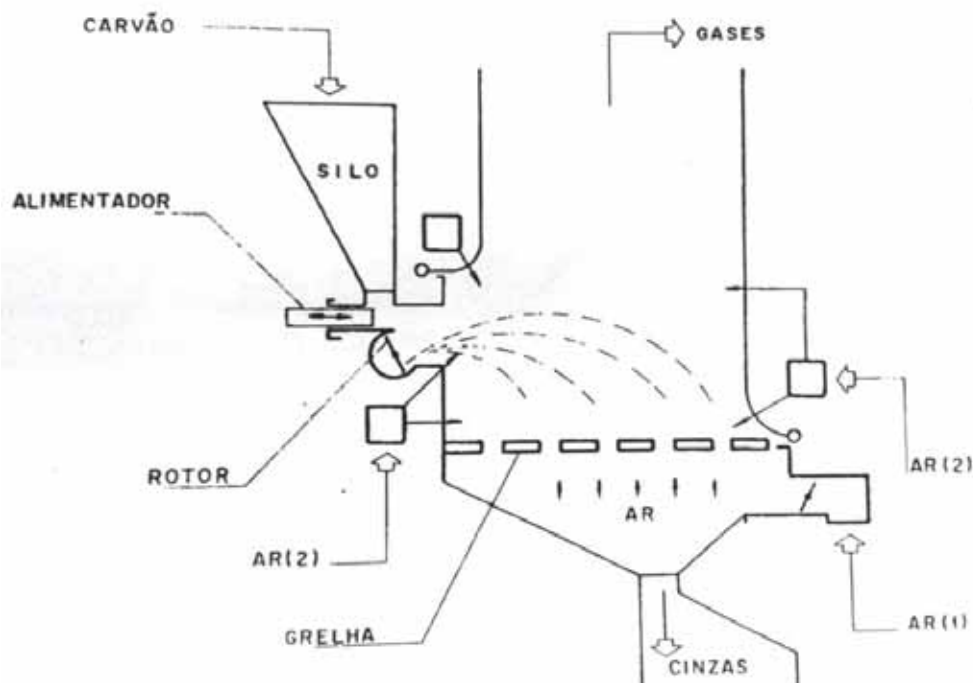 CARVÃO
GASES
SILO
ALIMENTADOR
ROTOR
AR(2)
AR
AR(2)
GRELHA
AR(1)
CINZAS